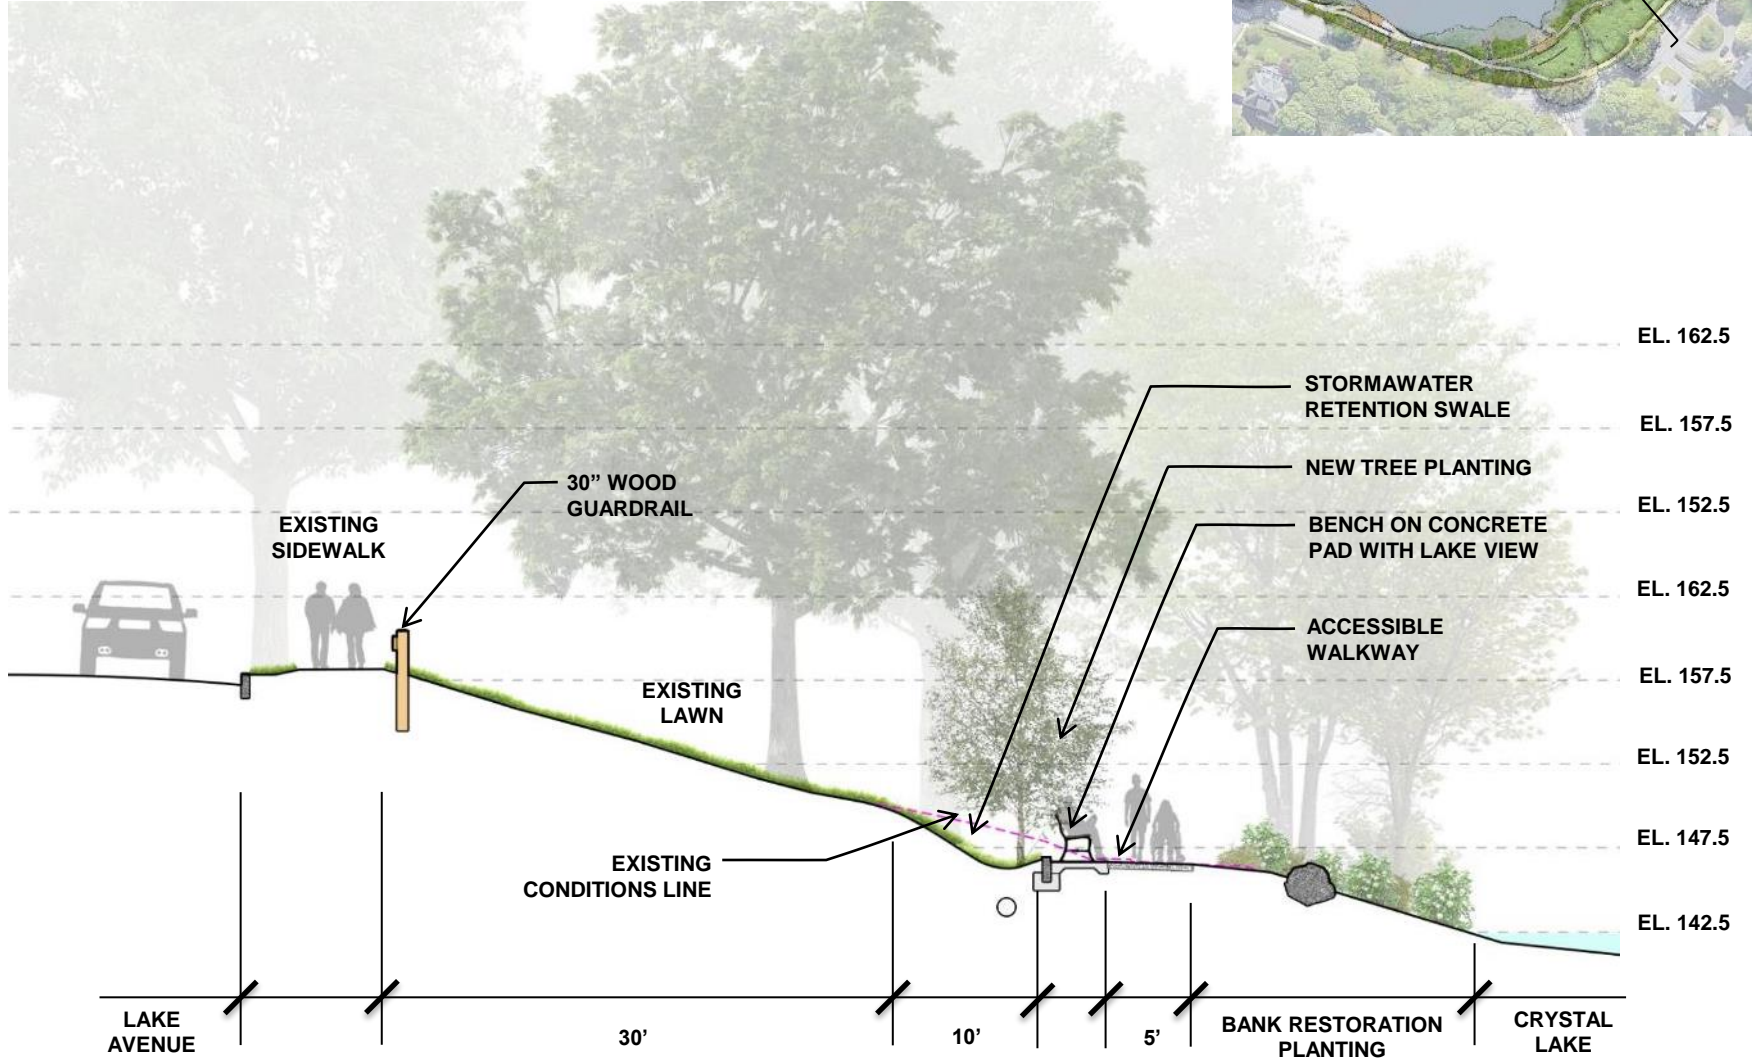 EL. 162.5
STORMAWATER
RETENTION SWALE
EL. 157.5
NEW TREE PLANTING
30” WOOD
GUARDRAIL
EL. 152.5
EXISTING
SIDEWALK
BENCH ON CONCRETE
PAD WITH LAKE VIEW
EL. 162.5
ACCESSIBLE
WALKWAY
EL. 157.5
EXISTING
LAWN
EL. 152.5
EL. 147.5
EXISTING
CONDITIONS LINE
EL. 142.5
LAKE
AVENUE
30’
10’
5’
BANK RESTORATION
PLANTING
CRYSTAL
LAKE